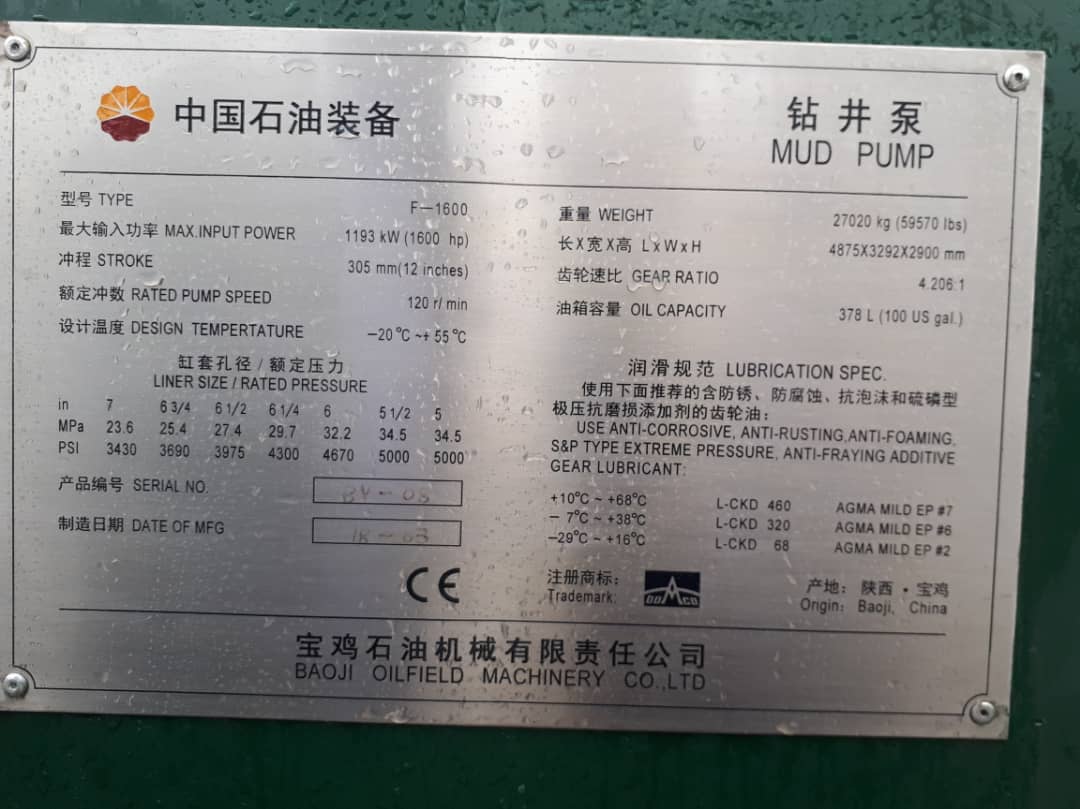 中国石油装备
钻井泵
MUD PUMP
型号 TYPE F—1600
最大输入功率 MAX.INPUT POWER 1193 kW (1600 hp)
冲程 STROKE 305 mm(12 inches)
额定冲数 RATED PUMP SPEED 120 r/min
设计温度 DESIGN TEMPERTATURE —20℃ ~+ 55℃
缸套孔径 / 额定压力
LINER SIZE / RATED PRESSURE
in 7 6 3/4 6 1/2 6 1/4 6 5 1/2 5
MPa 23.6 25.4 27.4 29.7 32.2 34.5 34.5
PSI 3430 3690 3975 4300 4670 5000 5000
产品编号 SERIAL NO.
制造日期 DATE OF MFG
CE
重量 WEIGHT 27020 kg (59570 lbs)
长X宽X高 LxWxH 4875X3292X2900 mm
齿轮速比 GEAR RATIO 4.206:1
油箱容量 OIL CAPACITY 378 L (100 US gal.)
润滑规范 LUBRICATION SPEC.
使用下面推荐的含防锈、防腐蚀、抗泡沫和硫磷型
极压抗磨损添加剂的齿轮油:
USE ANTI-CORROSIVE, ANTI-RUSTING,ANTI-FOAMING,
S&P TYPE EXTREME PRESSURE, ANTI-FRAYING ADDITIVE
GEAR LUBRICANT:
+10℃ ~ +68℃ L-CKD 460 AGMA MILD EP #7
— 7℃ ~ +38℃ L-CKD 320 AGMA MILD EP #6
—29℃ ~ +16℃ L-CKD 68 AGMA MILD EP #2
注册商标:
Trademark:
产地: 陕西·宝鸡
Origin: Baoji, China
宝鸡石油机械有限责任公司
BAOJI OILFIELD MACHINERY CO.,LTD